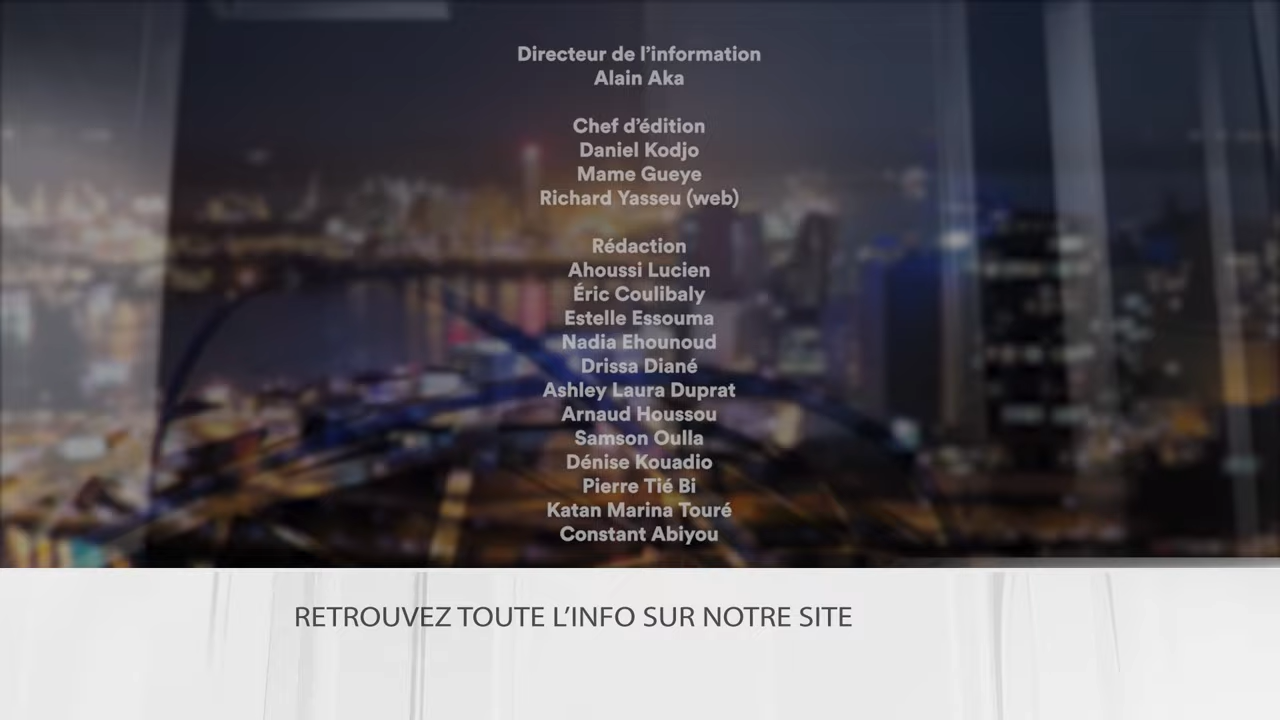 Directeur de l’information
Alain Aka
Chef d’édition
Daniel Kodjo
Mame Gueye
Richard Yasseu (web)
Rédaction
Ahoussi Lucien
Éric Coulibaly
Estelle Essouma
Nadia Ehounoud
Drissa Diané
Ashley Laura Duprat
Arnaud Houssou
Samson Oulla
Dénise Kouadio
Pierre Tié Bi
Katan Marina Touré
Constant Abiyou
RETROUVEZ TOUTE L’INFO SUR NOTRE SITE